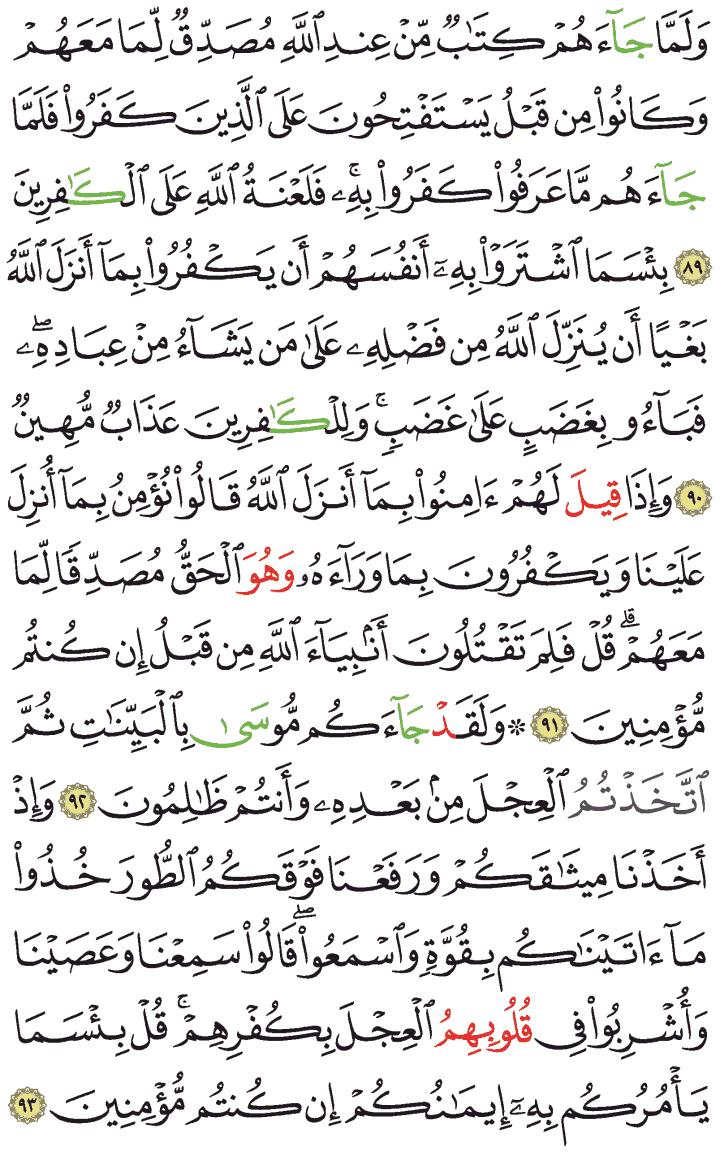 وَلَمَّا جَآءَهُمْ كِتَٰبٌ مِّنْ عِندِ ٱللَّهِ مُصَدِّقٌ لِّمَا مَعَهُمْ
وَكَانُوا۟ مِن قَبْلُ يَسْتَفْتِحُونَ عَلَى ٱلَّذِينَ كَفَرُوا۟ فَلَمَّا
جَآءَهُم مَّا عَرَفُوا۟ كَفَرُوا۟ بِهِۦ ۚ فَلَعْنَةُ ٱللَّهِ عَلَى ٱلْكَٰفِرِينَ
٨٩ بِئْسَمَا ٱشْتَرَوْا۟ بِهِۦٓ أَنفُسَهُمْ أَن يَكْفُرُوا۟ بِمَآ أَنزَلَ ٱللَّهُ
بَغْيًا أَن يُنَزِّلَ ٱللَّهُ مِن فَضْلِهِۦ عَلَىٰ مَن يَشَآءُ مِنْ عِبَادِهِۦ ۖ
فَبَآءُو بِغَضَبٍ عَلَىٰ غَضَبٍ ۚ وَلِلْكَٰفِرِينَ عَذَابٌ مُّهِينٌ
٩٠ وَإِذَا قِيلَ لَهُمْ ءَامِنُوا۟ بِمَآ أَنزَلَ ٱللَّهُ قَالُوا۟ نُؤْمِنُ بِمَآ أُنزِلَ
عَلَيْنَا وَيَكْفُرُونَ بِمَا وَرَآءَهُۥ وَهُوَ ٱلْحَقُّ مُصَدِّقًا لِّمَا
مَعَهُمْ ۗ قُلْ فَلِمَ تَقْتُلُونَ أَنۢبِيَآءَ ٱللَّهِ مِن قَبْلُ إِن كُنتُم
مُّؤْمِنِينَ ٩١ ۞ وَلَقَدْ جَآءَكُم مُّوسَىٰ بِٱلْبَيِّنَٰتِ ثُمَّ
ٱتَّخَذْتُمُ ٱلْعِجْلَ مِنۢ بَعْدِهِۦ وَأَنتُمْ ظَٰلِمُونَ ٩٢ وَإِذْ
أَخَذْنَا مِيثَٰقَكُمْ وَرَفَعْنَا فَوْقَكُمُ ٱلطُّورَ خُذُوا۟
مَآ ءَاتَيْنَٰكُم بِقُوَّةٍ وَٱسْمَعُوا۟ ۖ قَالُوا۟ سَمِعْنَا وَعَصَيْنَا
وَأُشْرِبُوا۟ فِى قُلُوبِهِمُ ٱلْعِجْلَ بِكُفْرِهِمْ ۚ قُلْ بِئْسَمَا
يَأْمُرُكُم بِهِۦٓ إِيمَٰنُكُمْ إِن كُنتُم مُّؤْمِنِينَ ٩٣